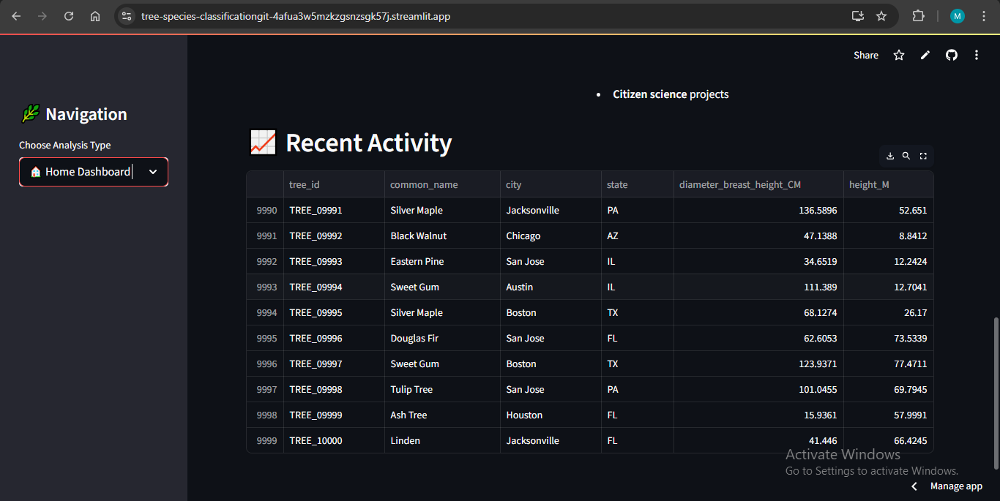 tree-species-classificationgit-4afua3w5mzkzgsnzsgk57j.streamlit.app
M
Share
Navigation
Choose Analysis Type
Home Dashboard
Citizen science projects
Recent Activity
tree_id common_name city state diameter_breast_height_CM height_M
9990 TREE_09991 Silver Maple Jacksonville PA 136.5896 52.651
9991 TREE_09992 Black Walnut Chicago AZ 47.1388 8.8412
9992 TREE_09993 Eastern Pine San Jose IL 34.6519 12.2424
9993 TREE_09994 Sweet Gum Austin IL 111.389 12.7041
9994 TREE_09995 Silver Maple Boston TX 68.1274 26.17
9995 TREE_09996 Douglas Fir San Jose FL 62.6053 73.5339
9996 TREE_09997 Sweet Gum Boston TX 123.9371 77.4711
9997 TREE_09998 Tulip Tree San Jose PA 101.0455 69.7945
9998 TREE_09999 Ash Tree Houston FL 15.9361 57.9991
9999 TREE_10000 Linden Jacksonville FL 41.446 66.4245
Activate Windows
Go to Settings to activate Windows.
Manage app